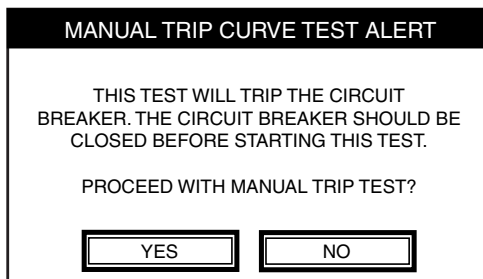 MANUAL TRIP CURVE TEST ALERT
THIS TEST WILL TRIP THE CIRCUIT
BREAKER. THE CIRCUIT BREAKER SHOULD BE
CLOSED BEFORE STARTING THIS TEST.
PROCEED WITH MANUAL TRIP TEST?
YES NO